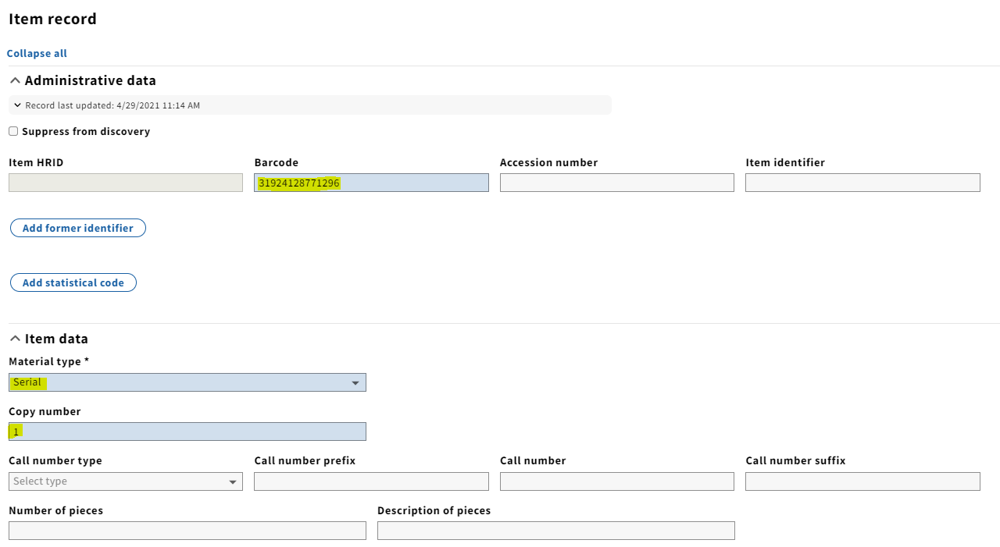 Item record
Collapse all
Administrative data
Record last updated: 4/29/2021 11:14 AM
Suppress from discovery
Item HRID Barcode Accession number Item identifier
31924128771296
Add former identifier
Add statistical code
Item data
Material type *
Serial
Copy number
1
Call number type Call number prefix Call number Call number suffix
Select type
Number of pieces Description of pieces